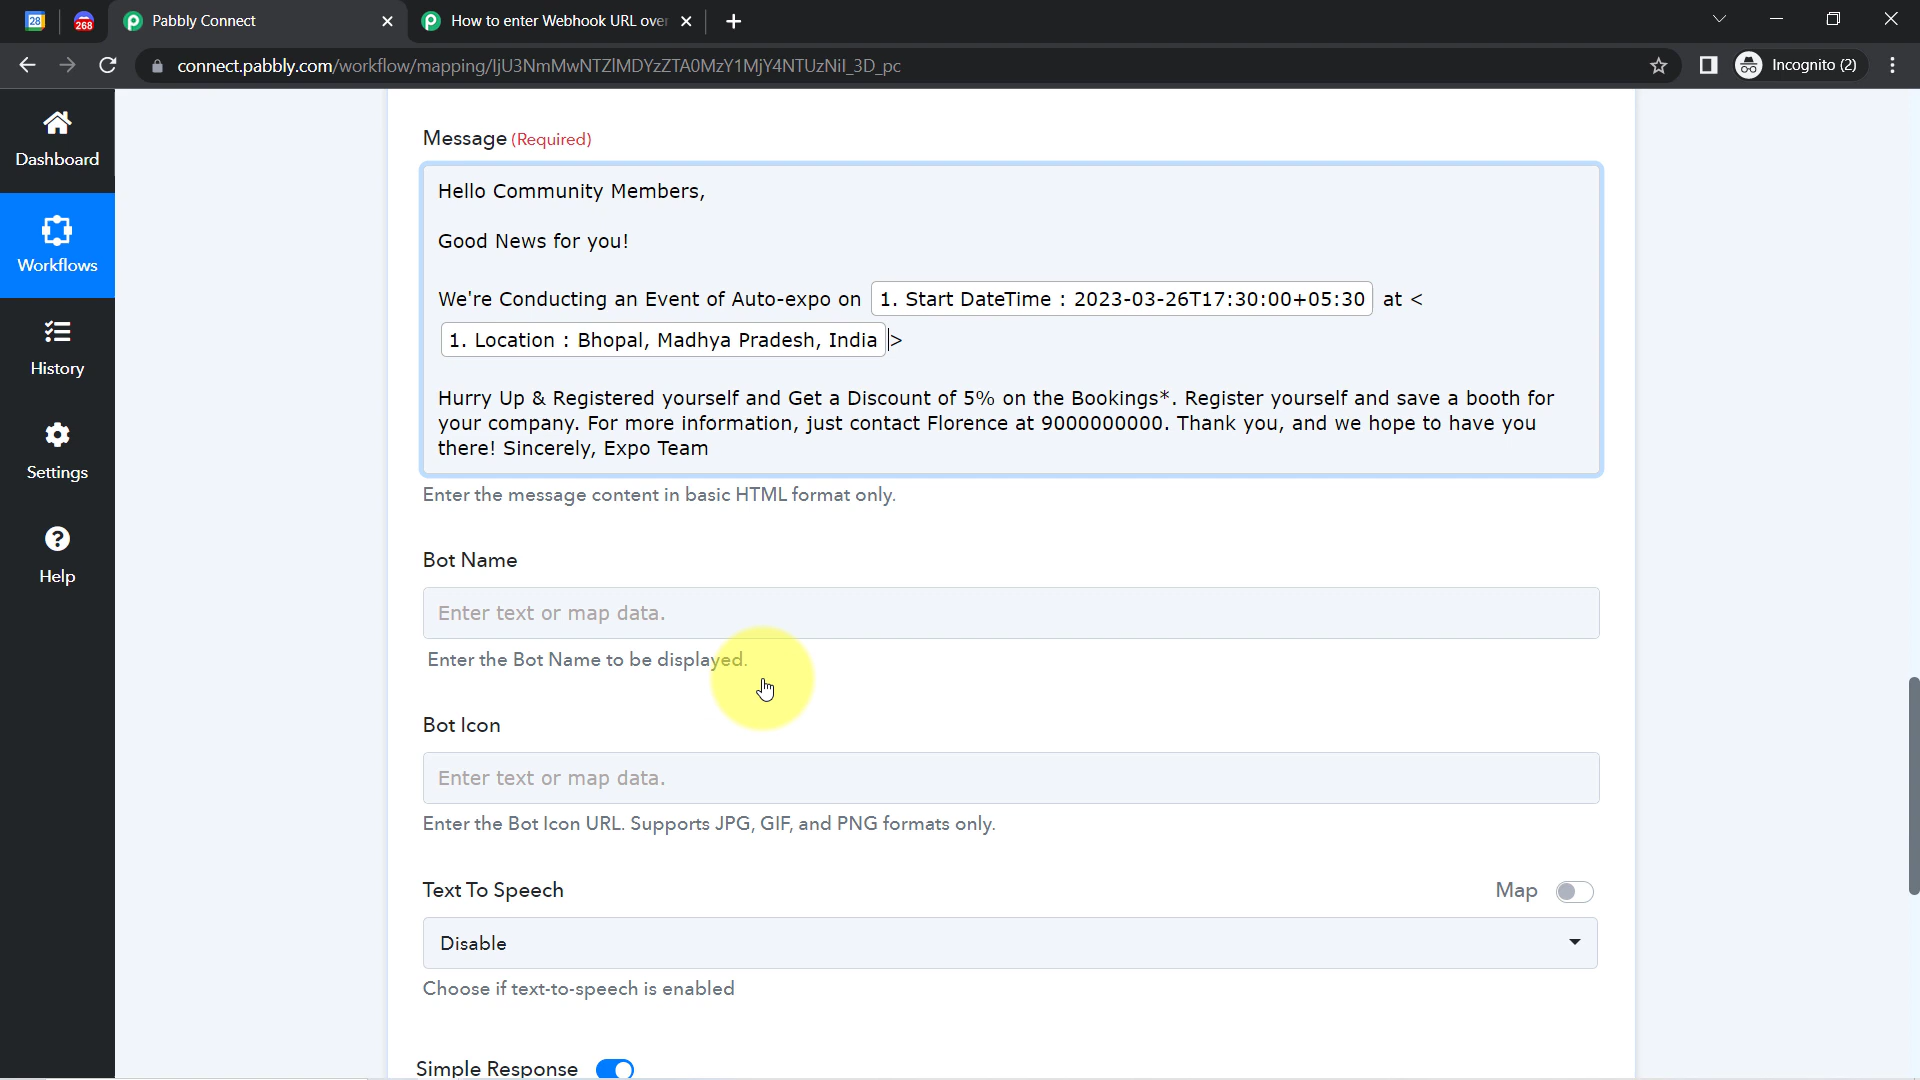 28
268
Pabbly Connect
How to enter Webhook URL over
connect.pabbly.com/workflow/mapping/IjU3NmMwNTZlMDYzZTA0MzY1MjY4NTUzNiI_3D_pc
Incognito (2)
Dashboard
Workflows
History
Settings
Help
Message (Required)
Hello Community Members,
Good News for you!
We're Conducting an Event of Auto-expo on 1. Start DateTime : 2023-03-26T17:30:00+05:30 at <
1. Location : Bhopal, Madhya Pradesh, India >
Hurry Up & Registered yourself and Get a Discount of 5% on the Bookings*. Register yourself and save a booth for
your company. For more information, just contact Florence at 9000000000. Thank you, and we hope to have you
there! Sincerely, Expo Team
Enter the message content in basic HTML format only.
Bot Name
Enter text or map data.
Enter the Bot Name to be displayed.
Bot Icon
Enter text or map data.
Enter the Bot Icon URL. Supports JPG, GIF, and PNG formats only.
Text To Speech
Map
Disable
Choose if text-to-speech is enabled
Simple Response